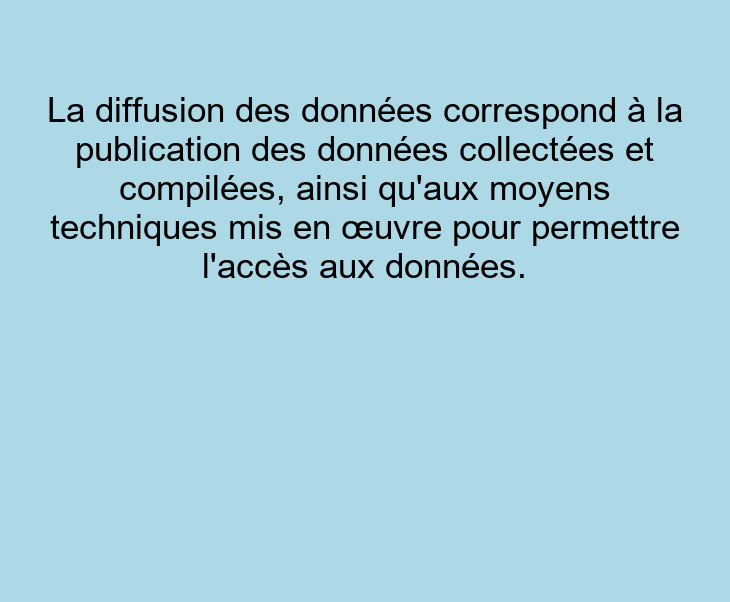 La diffusion des données correspond à la
publication des données collectées et
compilées, ainsi qu'aux moyens
techniques mis en œuvre pour permettre
l'accès aux données.